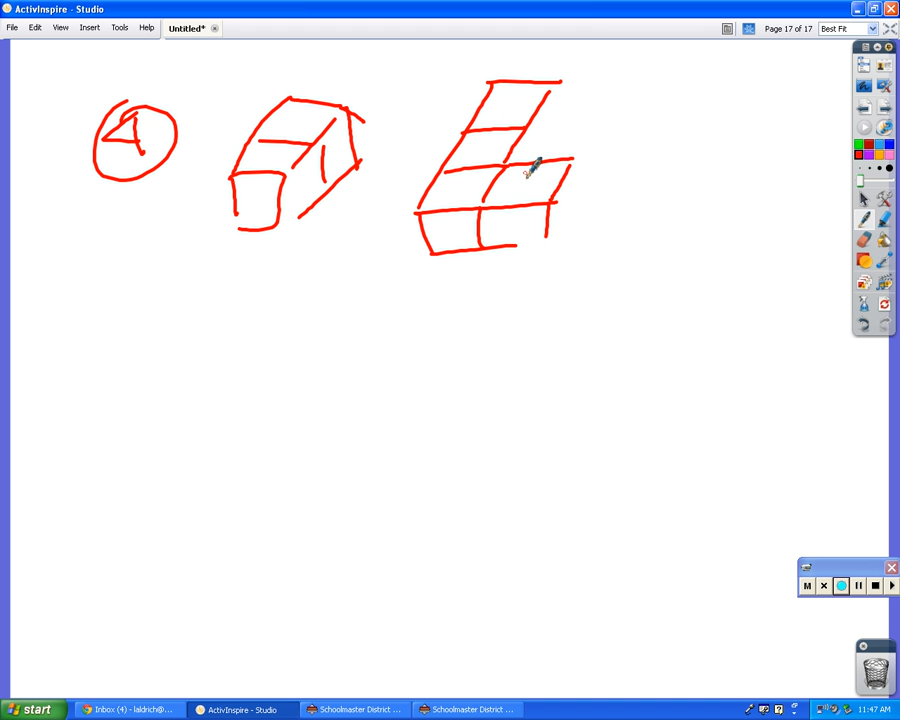 ActivInspire - Studio
File Edit View Insert Tools Help Untitled* Page 17 of 17 Best Fit
4
M
start Inbox (4) - laldrich@... ActivInspire - Studio Schoolmaster District ... Schoolmaster District ... 11:47 AM